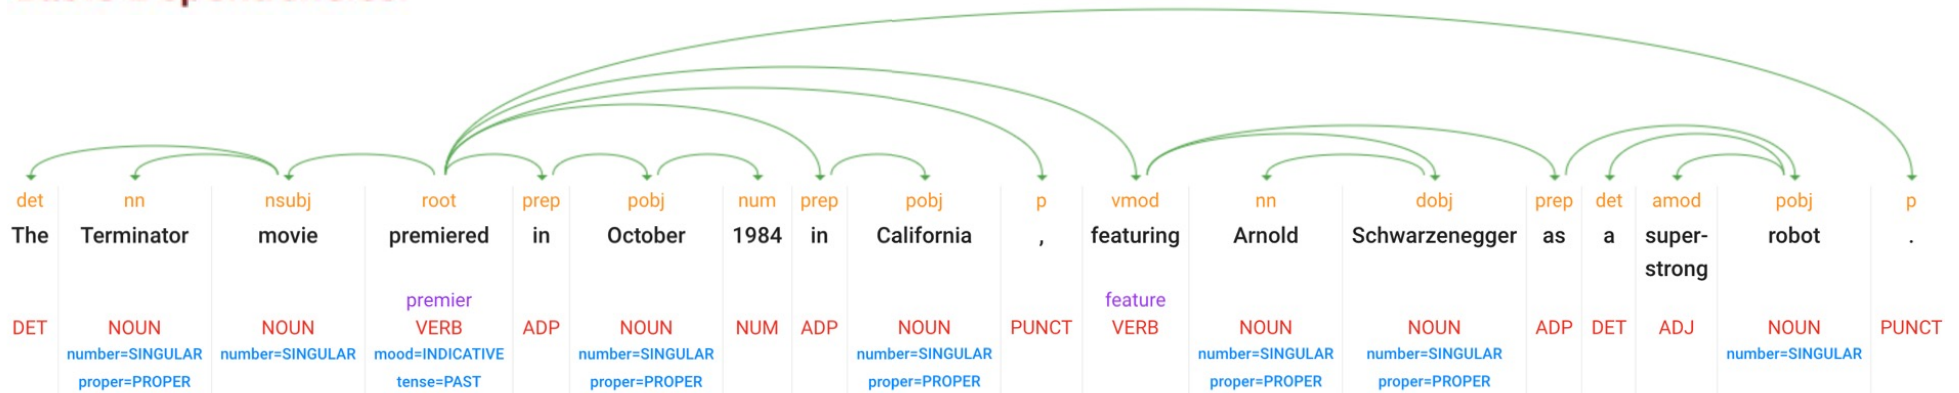 det nn nsubj root prep pobj num prep pobj p vmod nn dobj prep det amod pobj p
The Terminator movie premiered in October 1984 in California , featuring Arnold Schwarzenegger as a super- robot .
strong
premier feature
DET NOUN NOUN VERB ADP NOUN NUM ADP NOUN PUNCT VERB NOUN NOUN ADP DET ADJ NOUN PUNCT
number=SINGULAR number=SINGULAR mood=INDICATIVE number=SINGULAR number=SINGULAR number=SINGULAR number=SINGULAR number=SINGULAR
proper=PROPER tense=PAST proper=PROPER proper=PROPER proper=PROPER proper=PROPER